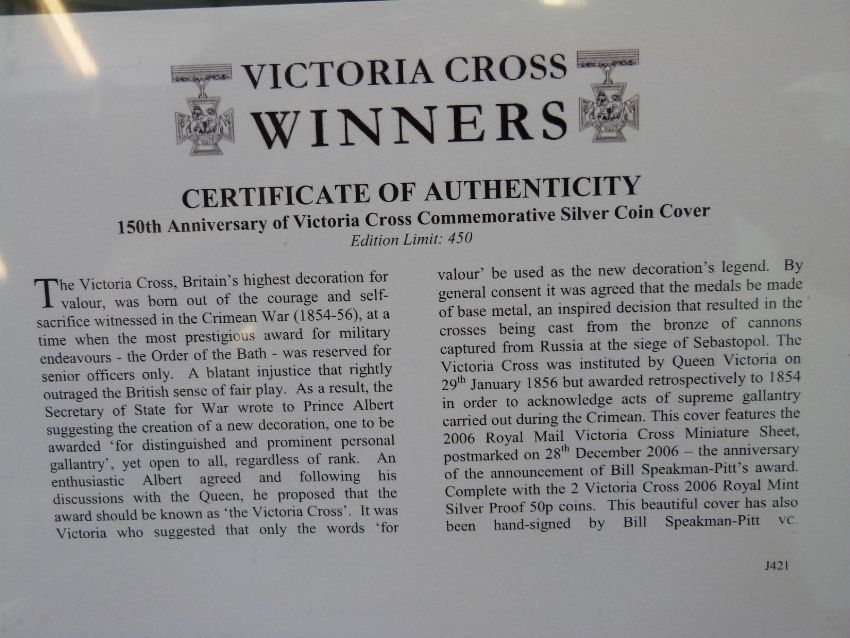 VICTORIA CROSS
WINNERS
CERTIFICATE OF AUTHENTICITY
150th Anniversary of Victoria Cross Commemorative Silver Coin Cover
Edition Limit: 450
The Victoria Cross, Britain's highest decoration for
valour, was born out of the courage and self-
sacrifice witnessed in the Crimean War (1854-56), at a
time when the most prestigious award for military
endeavours - the Order of the Bath - was reserved for
senior officers only. A blatant injustice that rightly
outraged the British sense of fair play. As a result, the
Secretary of State for War wrote to Prince Albert
suggesting the creation of a new decoration, one to be
awarded 'for distinguished and prominent personal
gallantry', yet open to all, regardless of rank. An
enthusiastic Albert agreed and following his
discussions with the Queen, he proposed that the
award should be known as 'the Victoria Cross'. It was
Victoria who suggested that only the words 'for
valour' be used as the new decoration's legend. By
general consent it was agreed that the medals be made
of base metal, an inspired decision that resulted in the
crosses being cast from the bronze of cannons
captured from Russia at the siege of Sebastopol. The
Victoria Cross was instituted by Queen Victoria on
29th January 1856 but awarded retrospectively to 1854
in order to acknowledge acts of supreme gallantry
carried out during the Crimean. This cover features the
2006 Royal Mail Victoria Cross Miniature Sheet,
postmarked on 28th December 2006 – the anniversary
of the announcement of Bill Speakman-Pitt's award.
Complete with the 2 Victoria Cross 2006 Royal Mint
Silver Proof 50p coins. This beautiful cover has also
been hand-signed by Bill Speakman-Pitt VC.
J421